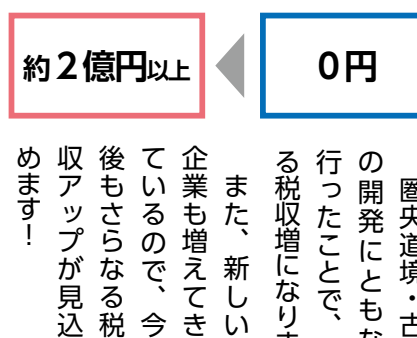 ０円
約２億円以上
圏央道境・古
の開発にともな
行ったことで、
る税収増になりま
また、新しい
企業も増えてき
ているので、今
後もさらなる税
収アップが見込
めます！